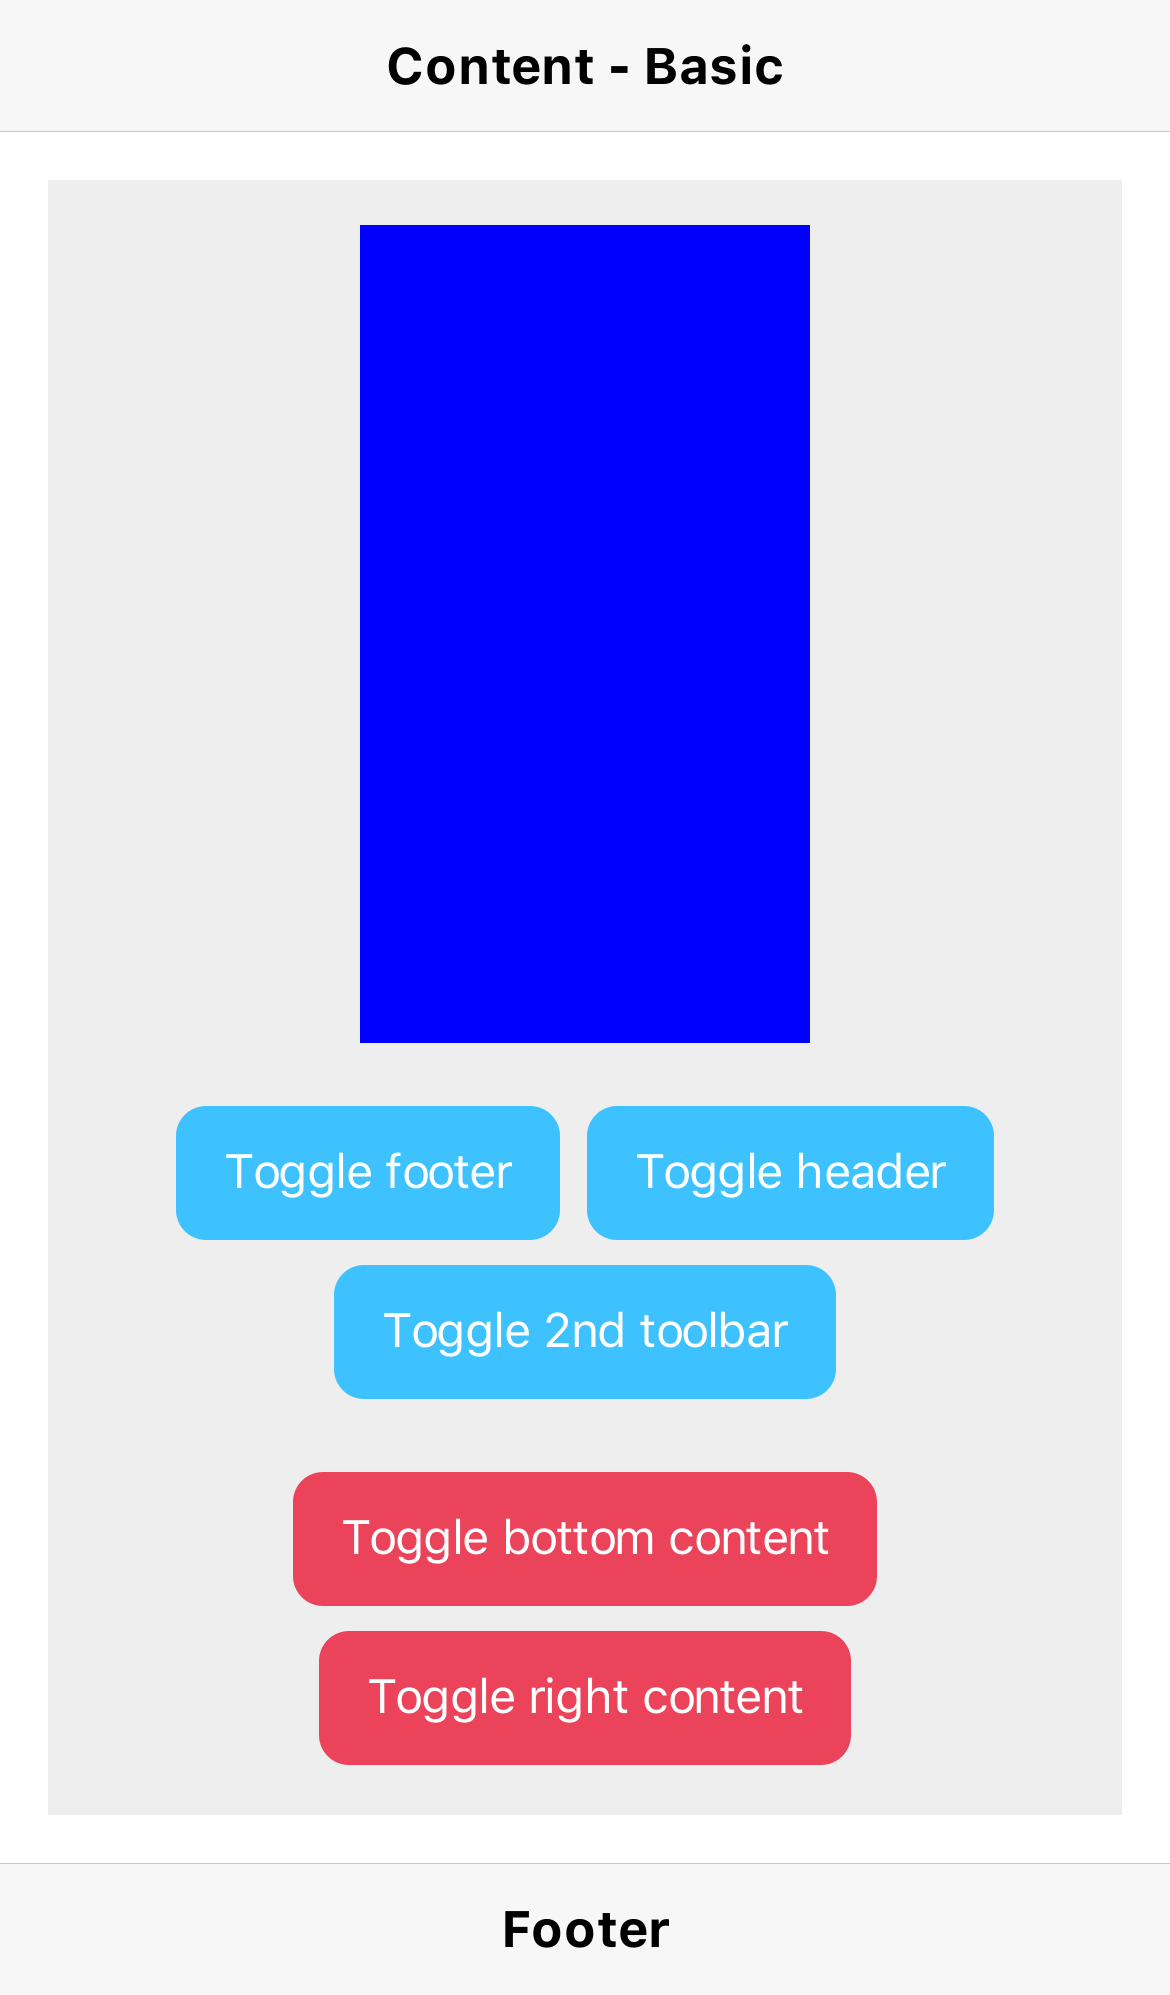 Content - Basic
Toggle footer
Toggle header
Toggle 2nd toolbar
Toggle bottom content
Toggle right content
Footer